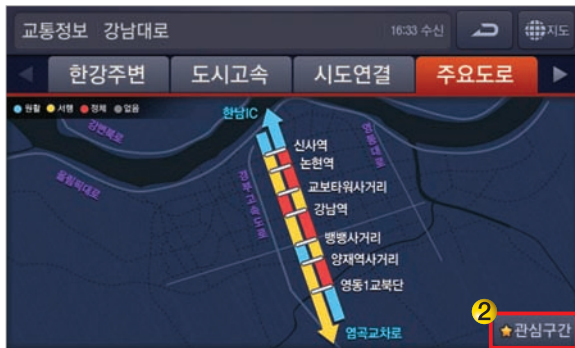 교통정보 강남대로 16:33 수신 지도
한강주변 도시고속 시도연결 주요도로
원활 서행 정체 없음
한남IC
강변북로
영동대로
신사역
논현역
올림픽대로
교보타워사거리
경부고속도로
강남역
뱅뱅사거리
양재역사거리
영동1교북단
2
염곡교차로
관심구간